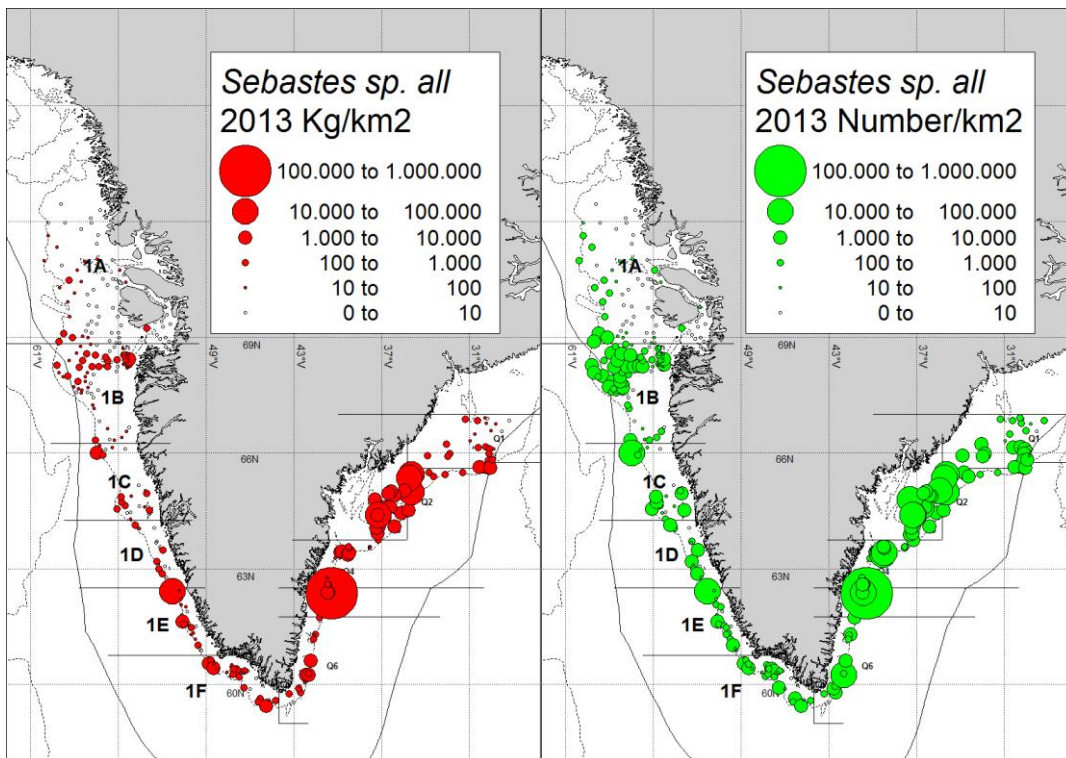 Sebastes sp. all
2013 Kg/km2
100.000 to 1.000.000
10.000 to 100.000
1.000 to 10.000
100 to 1.000
10 to 100
0 to 10
1A
61°V
49°V
69N
43°V
37°V
31°V
1B
66N
Q1
1C
Q2
1D
63N
Q4
1E
Q6
1F
60N
Sebastes sp. all
2013 Number/km2
100.000 to 1.000.000
10.000 to 100.000
1.000 to 10.000
100 to 1.000
10 to 100
0 to 10
1A
61°V
49°V
69N
43°V
37°V
31°V
1B
66N
Q1
1C
Q2
1D
63N
1E
Q6
1F
60N